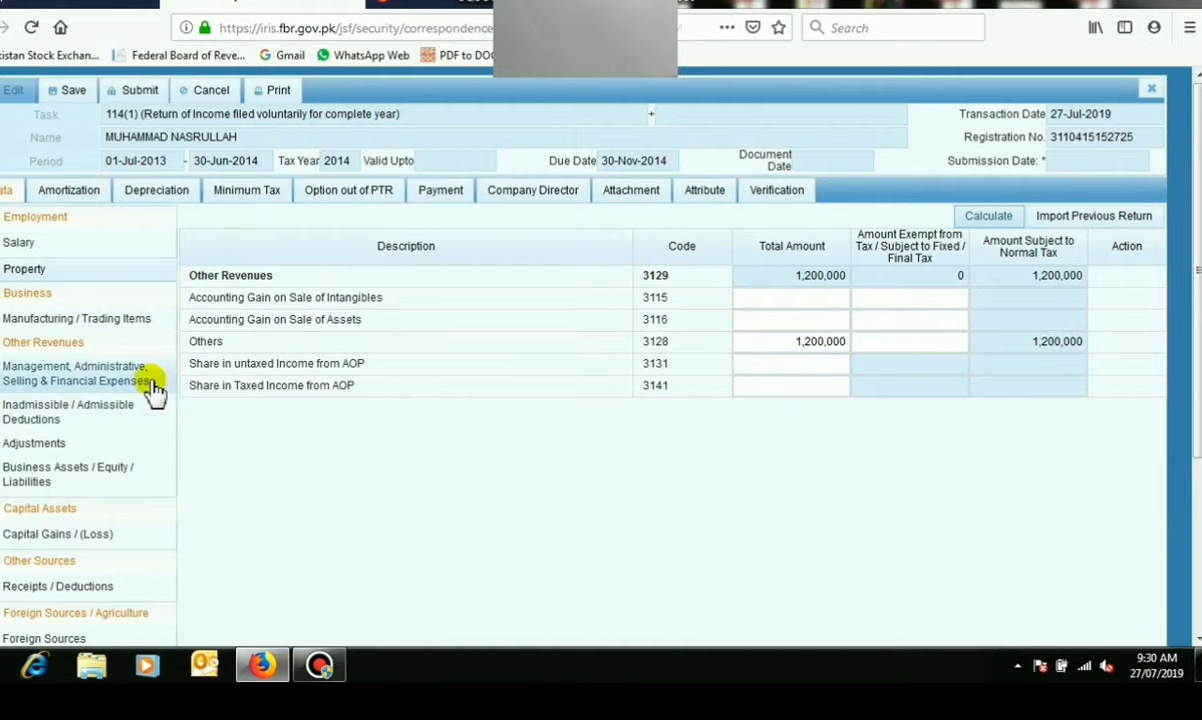 https://iris.fbr.gov.pk/jsf/security/correspondence
Search
kistan Stock Exchan...
Federal Board of Reve...
Gmail
WhatsApp Web
PDF to DOC
Edit
Save
Submit
Cancel
Print
Task
114(1) (Return of Income filed voluntarily for complete year)
+
Transaction Date
27-Jul-2019
Name
MUHAMMAD NASRULLAH
Registration No.
3110415152725
Period
01-Jul-2013
-
30-Jun-2014
Tax Year
2014
Valid Upto
Due Date
30-Nov-2014
Document
Date
Submission Date: *
ata
Amortization
Depreciation
Minimum Tax
Option out of PTR
Payment
Company Director
Attachment
Attribute
Verification
Employment
Salary
Property
Business
Manufacturing / Trading Items
Other Revenues
Management, Administrative,
Selling & Financial Expenses
Inadmissible / Admissible
Deductions
Adjustments
Business Assets / Equity /
Liabilities
Capital Assets
Capital Gains / (Loss)
Other Sources
Receipts / Deductions
Foreign Sources / Agriculture
Foreign Sources
Calculate
Import Previous Return
Description
Code
Total Amount
Amount Exempt from
Tax / Subject to Fixed /
Final Tax
Amount Subject to
Normal Tax
Action
Other Revenues 3129 1,200,000 0 1,200,000
Accounting Gain on Sale of Intangibles 3115
Accounting Gain on Sale of Assets 3116
Others 3128 1,200,000 1,200,000
Share in untaxed Income from AOP 3131
Share in Taxed Income from AOP 3141
9:30 AM
27/07/2019